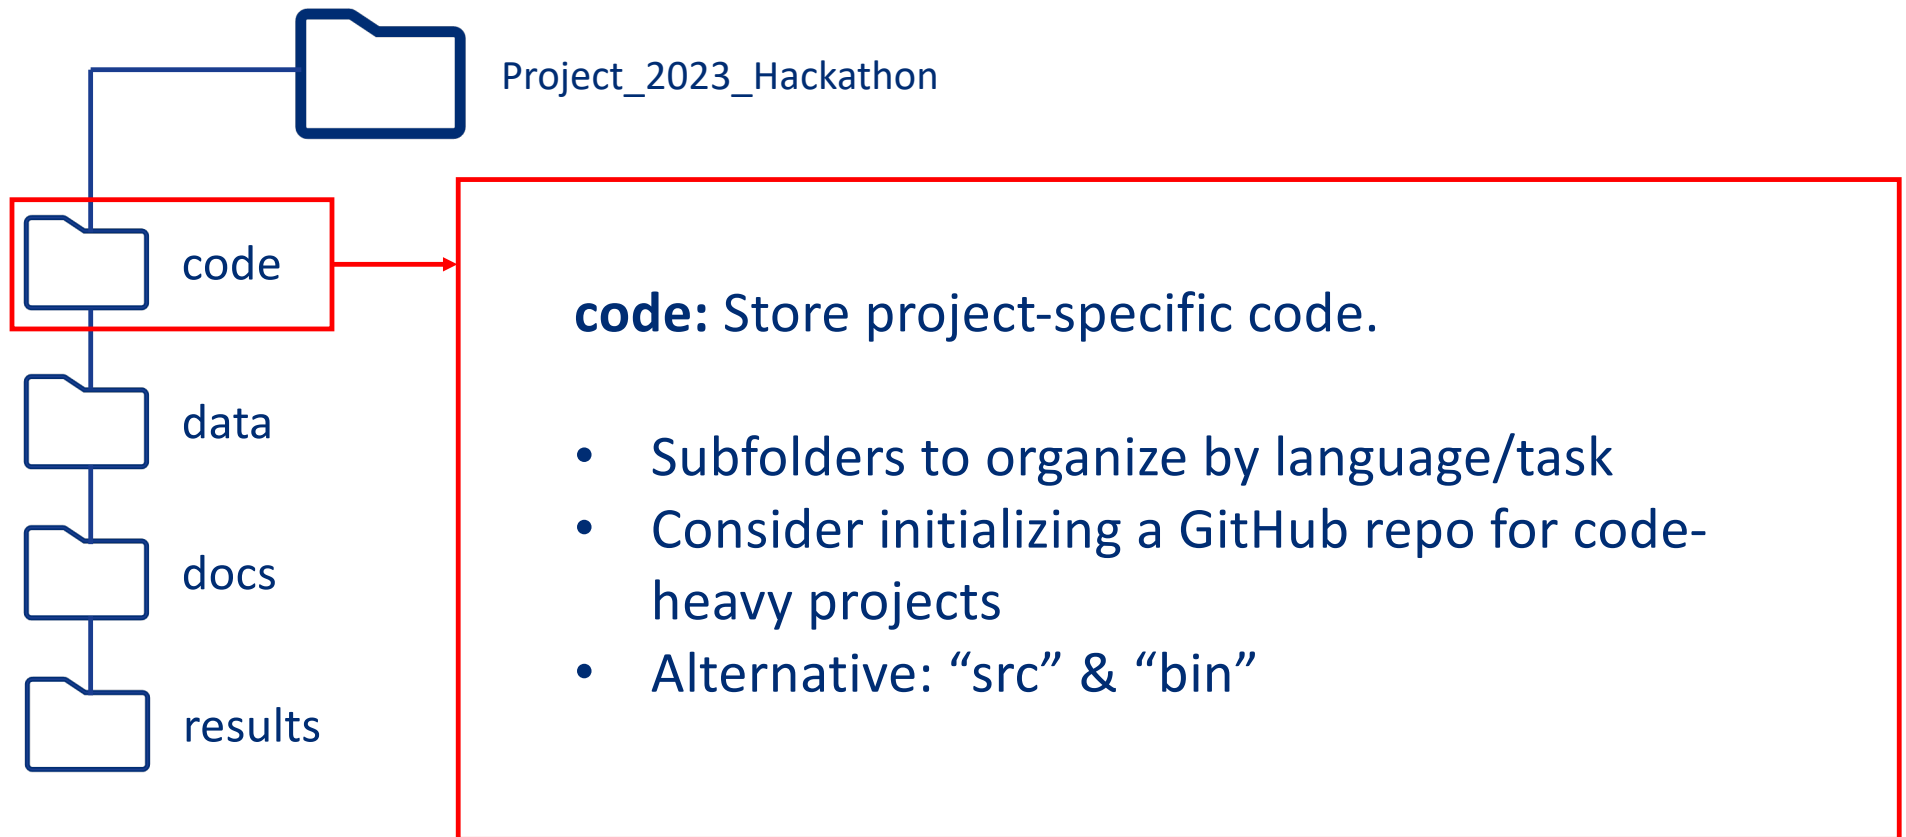 Project_2023_Hackathon
code
data
docs
results
code: Store project-specific code.
• Subfolders to organize by language/task
• Consider initializing a GitHub repo for code-
heavy projects
• Alternative: “src” & “bin”